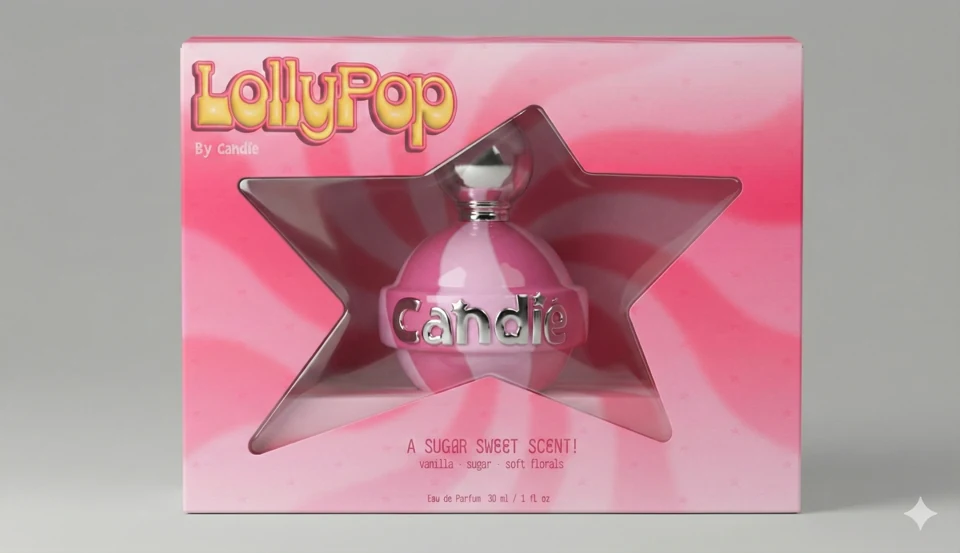 LollyPop
By Candie
Candie
A SUGAR SWEET SCENT!
vanilla - sugar - soft florals
Eau de Parfum 30 ml / 1 fl oz